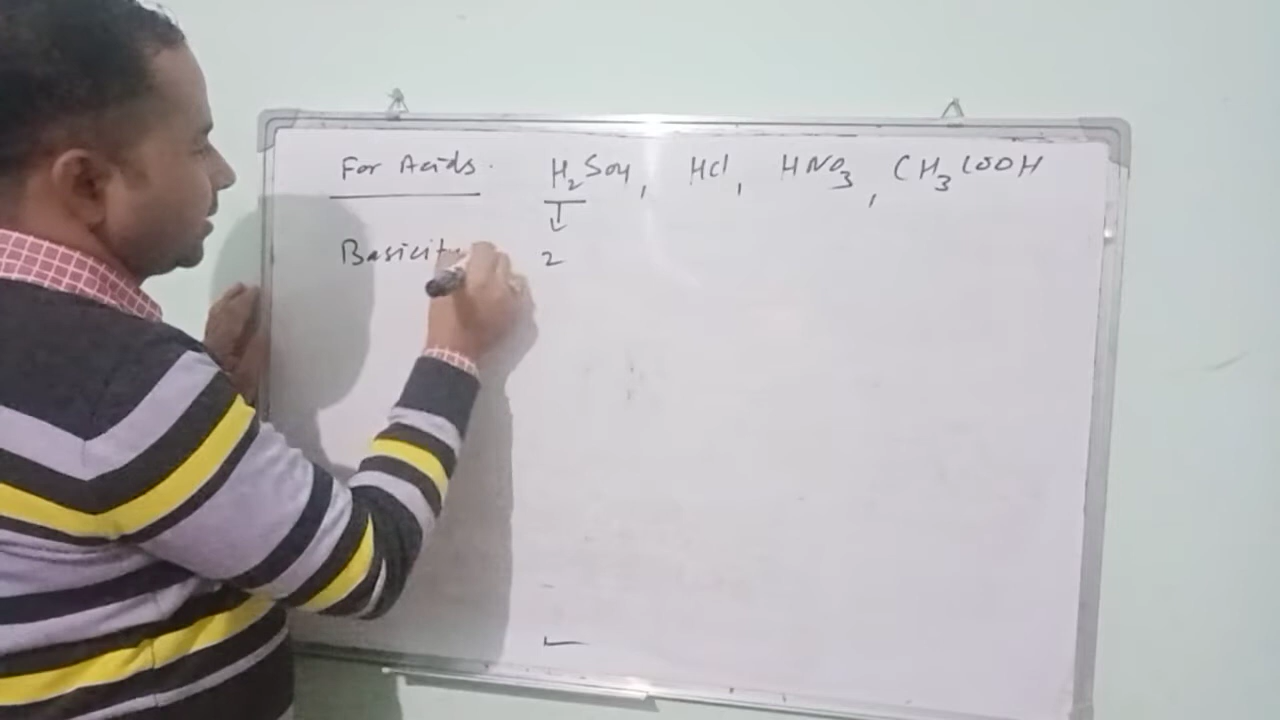 For Acids. H₂SO₄, HCl, HNO₃, CH₃COOH
Basicity 2